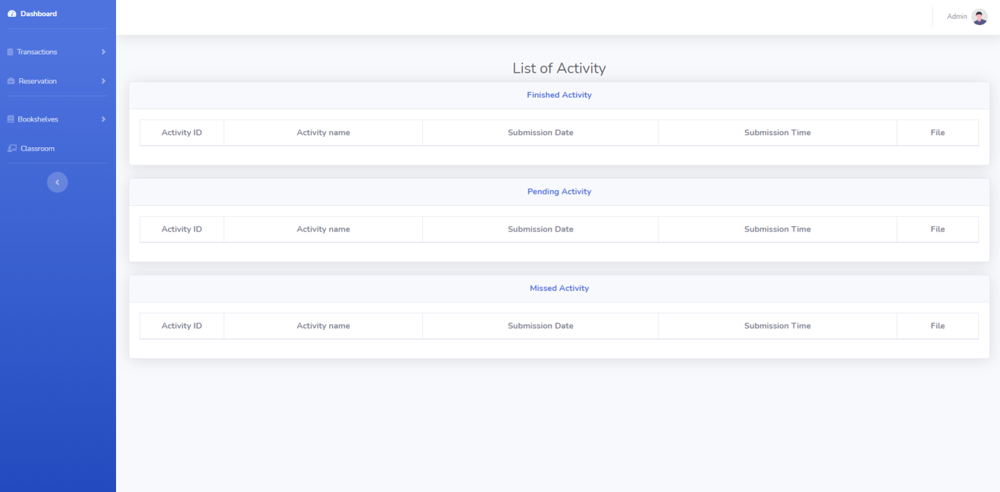 Dashboard
Transactions
Reservation
Bookshelves
Classroom
Admin
List of Activity
Finished Activity
Activity ID Activity name Submission Date Submission Time File
Pending Activity
Activity ID Activity name Submission Date Submission Time File
Missed Activity
Activity ID Activity name Submission Date Submission Time File